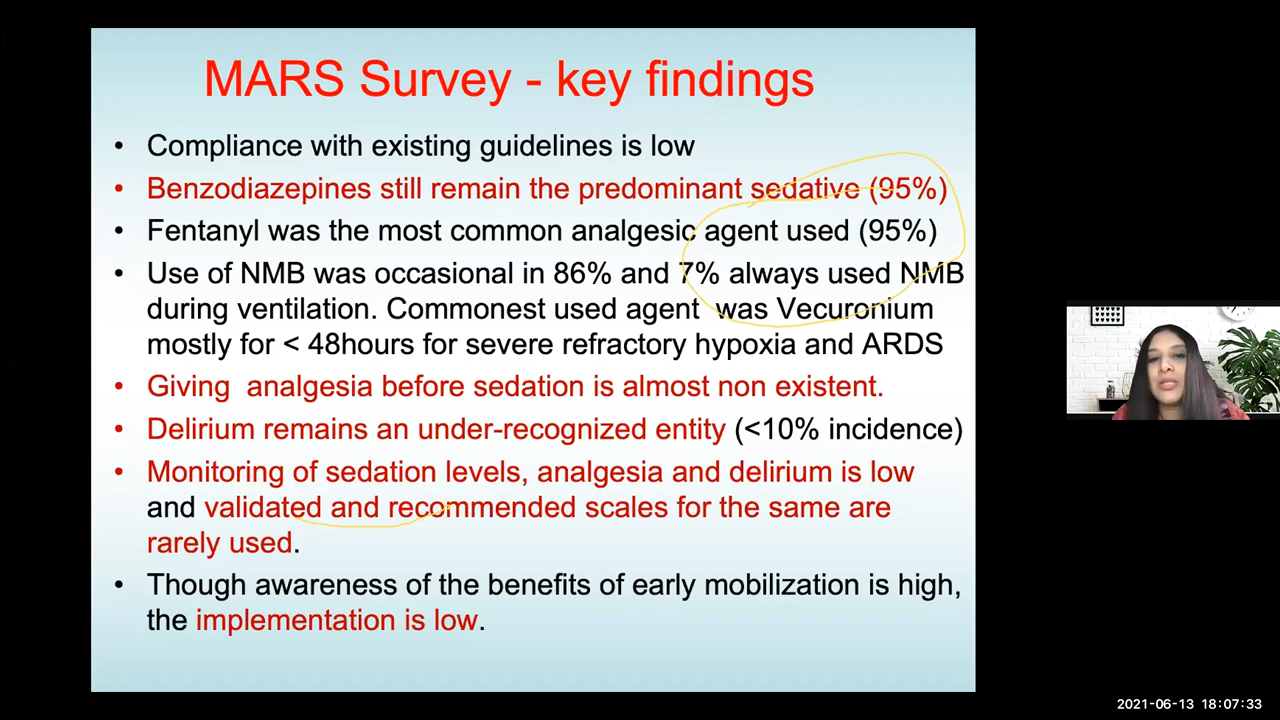 MARS Survey - key findings
• Compliance with existing guidelines is low
• Benzodiazepines still remain the predominant sedative (95%)
• Fentanyl was the most common analgesic agent used (95%)
• Use of NMB was occasional in 86% and 7% always used NMB
during ventilation. Commonest used agent was Vecuronium
mostly for < 48hours for severe refractory hypoxia and ARDS
• Giving analgesia before sedation is almost non existent.
• Delirium remains an under-recognized entity (<10% incidence)
• Monitoring of sedation levels, analgesia and delirium is low
and validated and recommended scales for the same are
rarely used.
• Though awareness of the benefits of early mobilization is high,
the implementation is low.
2021-06-13 18:07:33